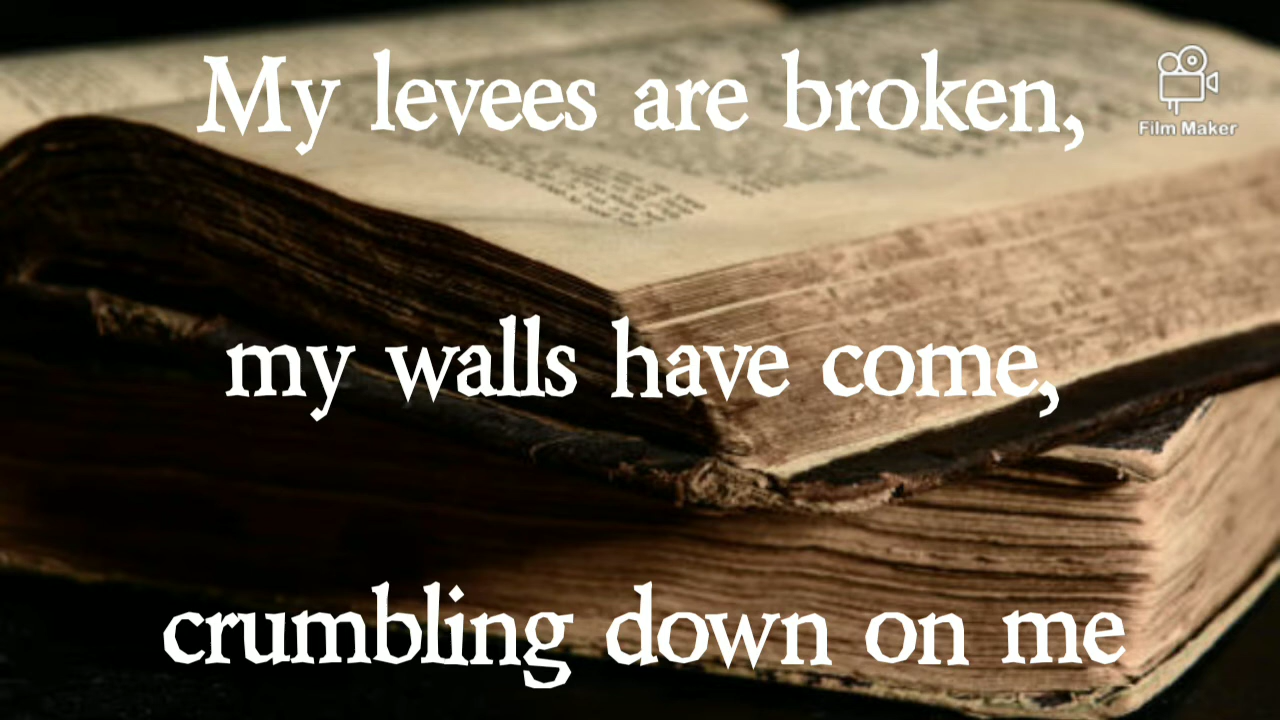 My levees are broken,
Film Maker
my walls have come,
crumbling down on me